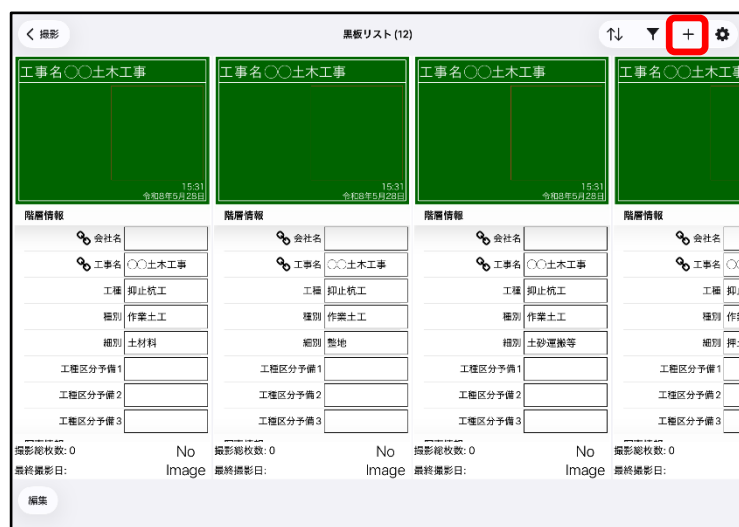 撮影
黒板リスト (12)
工事名○○土木工事
15:31
令和8年5月28日
階層情報
会社名
工事名 ○○土木工事
工種 抑止杭工
種別 作業土工
細別 土材料
工種区分予備1
工種区分予備2
工種区分予備3
撮影総枚数: 0
最終撮影日:
No
Image
工事名○○土木工事
15:31
令和8年5月28日
階層情報
会社名
工事名 ○○土木工事
工種 抑止杭工
種別 作業土工
細別 整地
工種区分予備1
工種区分予備2
工種区分予備3
撮影総枚数: 0
最終撮影日:
No
Image
工事名○○土木工事
15:31
令和8年5月28日
階層情報
会社名
工事名 ○○土木工事
工種 抑止杭工
種別 作業土工
細別 土砂運搬等
工種区分予備1
工種区分予備2
工種区分予備3
撮影総枚数: 0
最終撮影日:
No
Image
工事名○○土木工事
階層情報
会社名
工事名
工種 抑
種別 作
細別 押
工種区分予備1
工種区分予備2
工種区分予備3
撮影総枚数: 0
最終撮影日:
編集